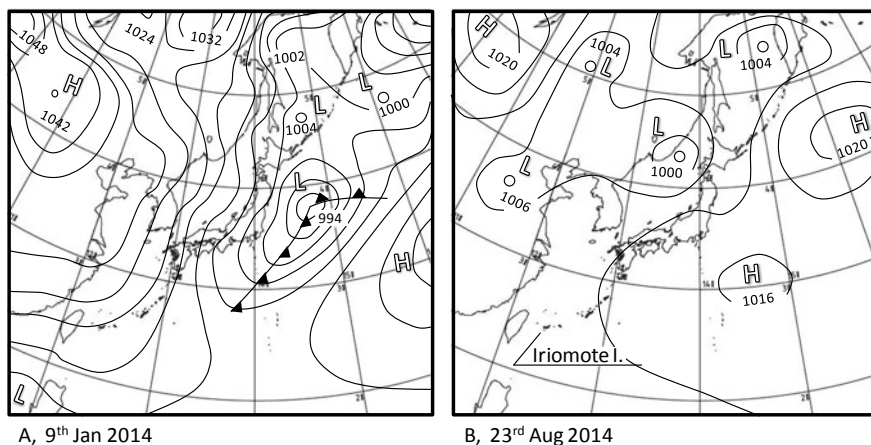 1048
1024
1032
1002
H
L
L
1000
1042
1004
L
994
H
L
A, 9th Jan 2014
H
1020
1004
L
L
1004
L
H
1020
L
1000
1006
H
1016
Iriomote I.
B, 23rd Aug 2014